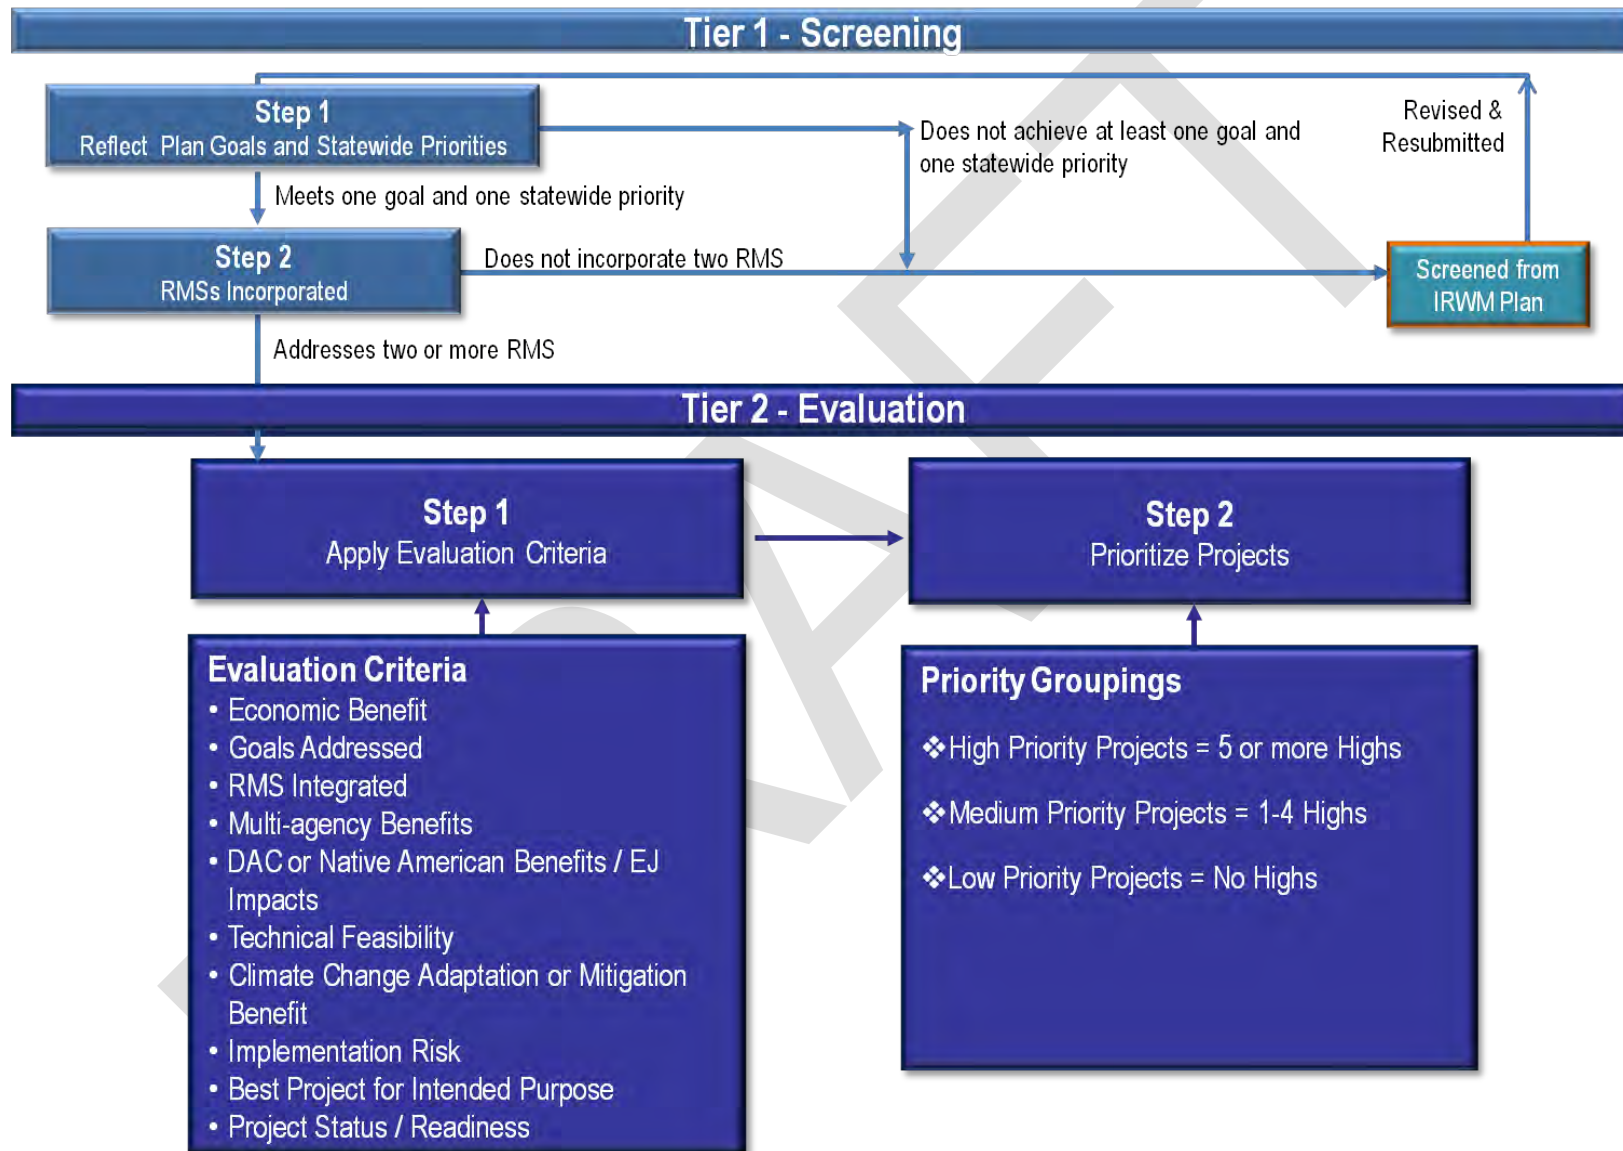 Tier 1 - Screening
Step 1
Reflect Plan Goals and Statewide Priorities
Does not achieve at least one goal and
one statewide priority
Revised &
Resubmitted
Meets one goal and one statewide priority
Step 2
RMSs Incorporated
Does not incorporate two RMS
Screened from
IRWM Plan
Addresses two or more RMS
Tier 2 - Evaluation
Step 1
Apply Evaluation Criteria
Step 2
Prioritize Projects
Evaluation Criteria
• Economic Benefit
• Goals Addressed
• RMS Integrated
• Multi-agency Benefits
• DAC or Native American Benefits / EJ
Impacts
• Technical Feasibility
• Climate Change Adaptation or Mitigation
Benefit
• Implementation Risk
• Best Project for Intended Purpose
• Project Status / Readiness
Priority Groupings
❖High Priority Projects = 5 or more Highs
❖Medium Priority Projects = 1-4 Highs
❖Low Priority Projects = No Highs
DRAFT